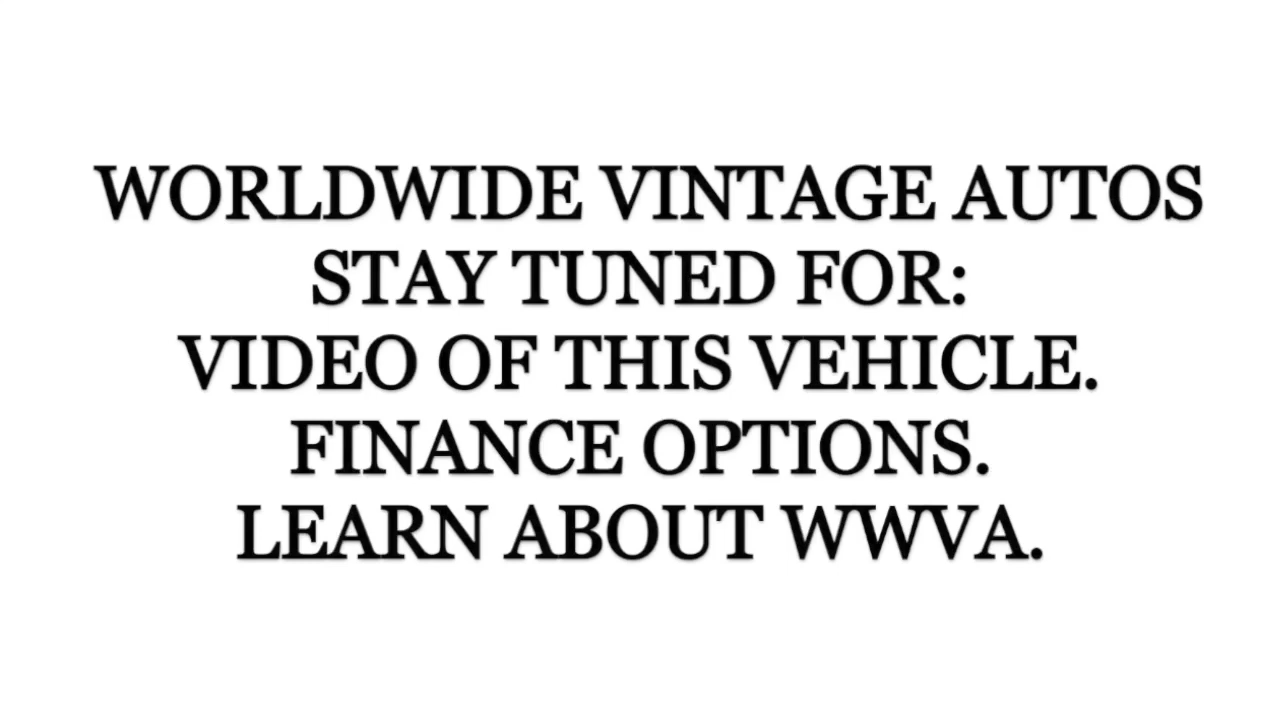 WORLDWIDE VINTAGE AUTOS
STAY TUNED FOR:
VIDEO OF THIS VEHICLE.
FINANCE OPTIONS.
LEARN ABOUT WWVA.